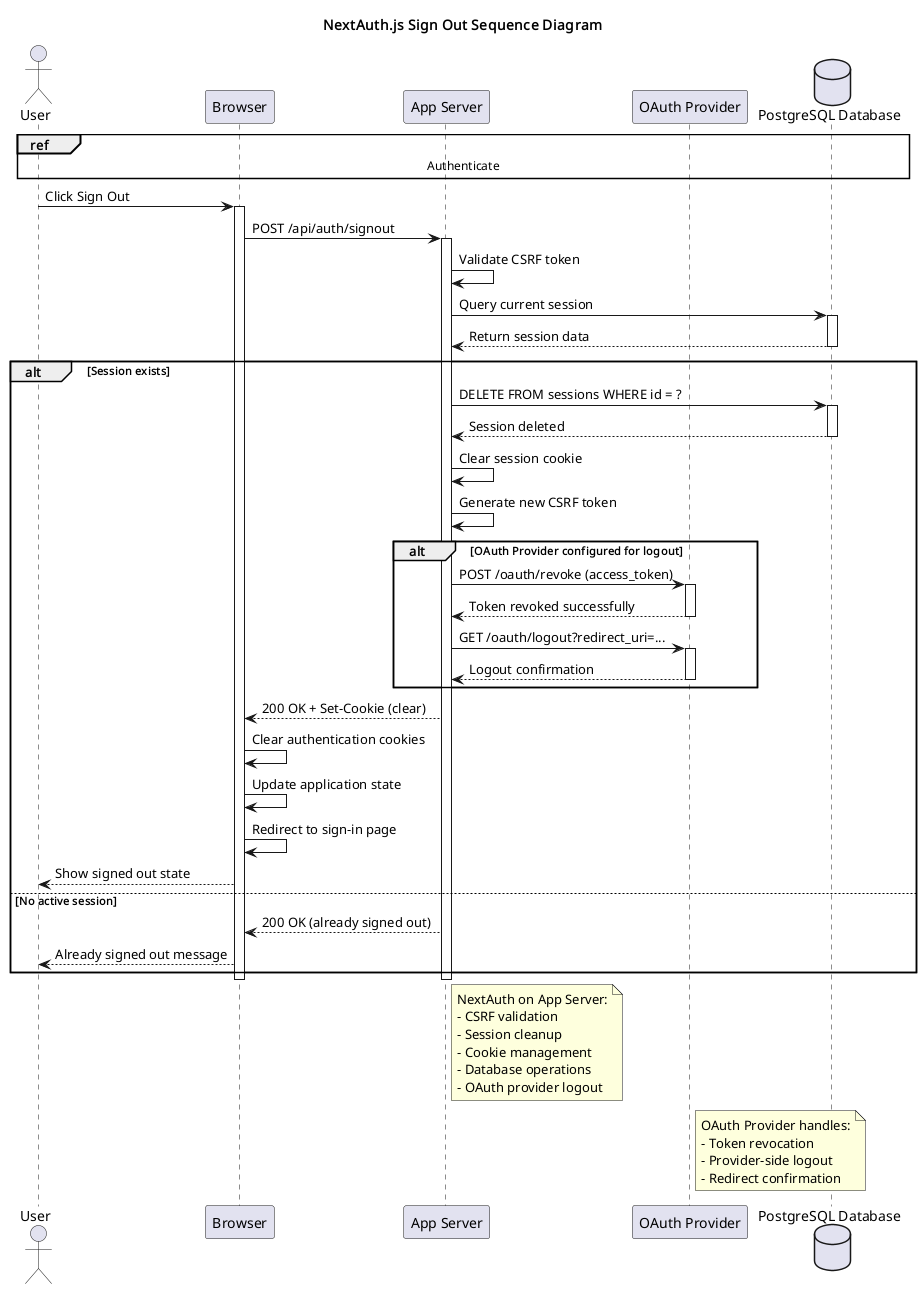 NextAuth.js Sign Out Sequence Diagram
User
Browser
App Server
OAuth Provider
PostgreSQL Database
ref
Authenticate
Click Sign Out
POST /api/auth/signout
Validate CSRF token
Query current session
Return session data
alt
[Session exists]
DELETE FROM sessions WHERE id = ?
Session deleted
Clear session cookie
Generate new CSRF token
alt
[OAuth Provider configured for logout]
POST /oauth/revoke (access_token)
Token revoked successfully
GET /oauth/logout?redirect_uri=...
Logout confirmation
200 OK + Set-Cookie (clear)
Clear authentication cookies
Update application state
Redirect to sign-in page
Show signed out state
[No active session]
200 OK (already signed out)
Already signed out message
NextAuth on App Server:
- CSRF validation
- Session cleanup
- Cookie management
- Database operations
- OAuth provider logout
OAuth Provider handles:
- Token revocation
- Provider-side logout
- Redirect confirmation
User
Browser
App Server
OAuth Provider
PostgreSQL Database